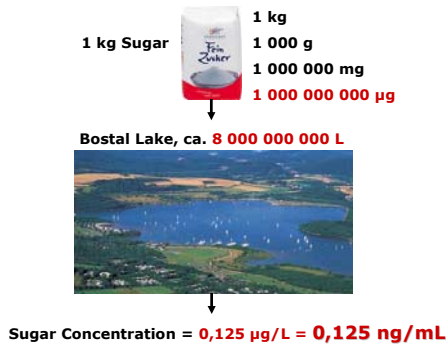 1 kg
1 kg Sugar
1 000 g
1 000 000 mg
1 000 000 000 µg
Fein
Zucker
Bostal Lake, ca. 8 000 000 000 L
Sugar Concentration = 0,125 µg/L = 0,125 ng/mL